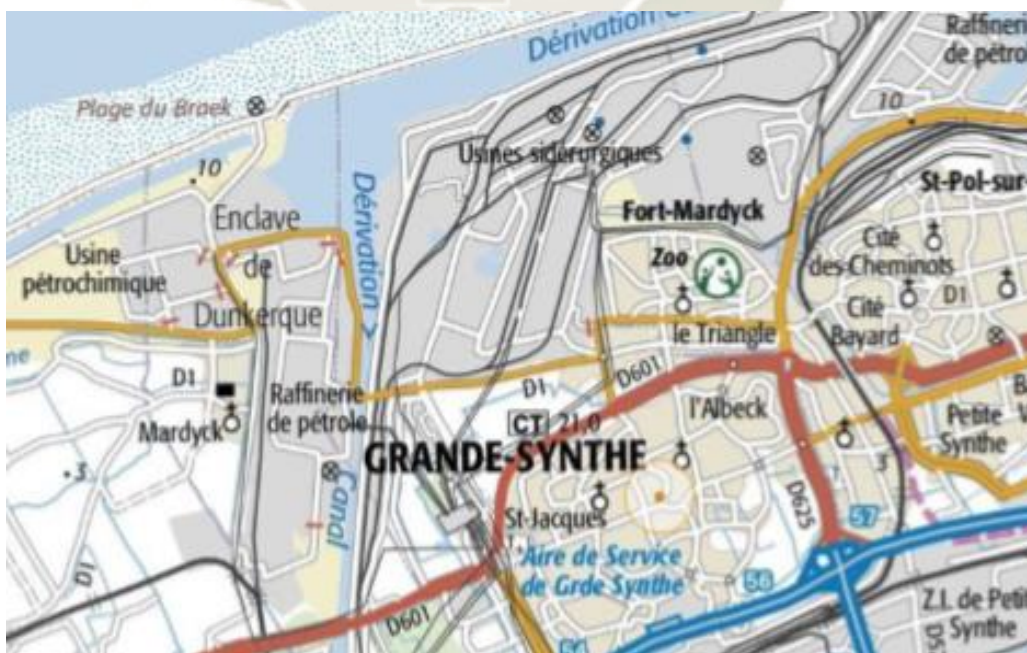 Dérivation
Raffinerie
de pétro
Plage du Braek
10
Usines sidérurgiques
10
Enclave
de
Dunkerque
Dérivation >
Usine
pétrochimique
Fort-Mardyck
Zoo
St-Pol-sur-
Cité
des Cheminots
D1
Cité
Bayard
le Triangle
D1
Mardyck
Raffinerie
de pétrole
D1
D601
CT 21,0
GRANDE-SYNTHE
l'Albeck
Petite
Synthe
3
3
Canal
St-Jacques
D625
57
Aire de Service
de Grde Synthe
56
D1
D601
Z.I. de Petit
Synthe